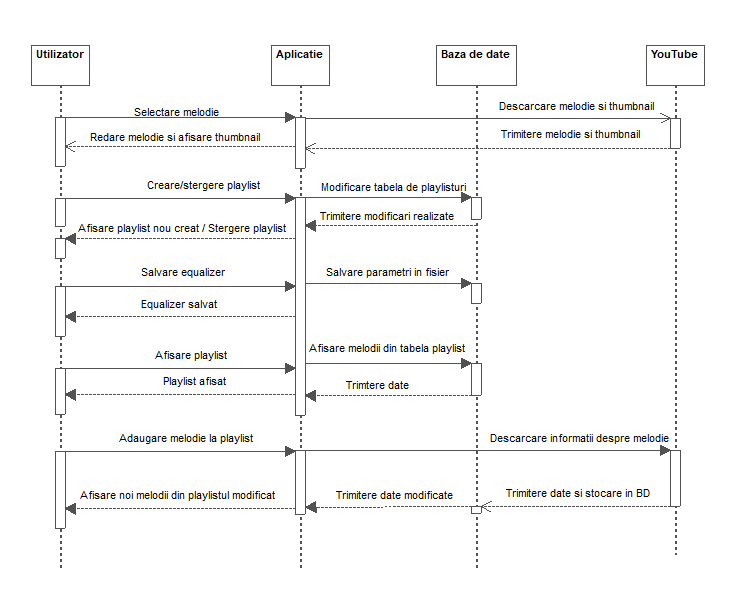 Utilizator
Aplicatie
Baza de date
YouTube
Selectare melodie
Descarcare melodie si thumbnail
Redare melodie si afisare thumbnail
Trimitere melodie si thumbnail
Creare/stergere playlist
Modificare tabela de playlisturi
Trimitere modificari realizate
Afisare playlist nou creat / Stergere playlist
Salvare equalizer
Salvare parametri in fisier
Equalizer salvat
Afisare melodii din tabela playlist
Afisare playlist
Playlist afisat
Trimtere date
Adaugare melodie la playlist
Descarcare informatii despre melodie
Afisare noi melodii din playlistul modificat
Trimitere date modificate
Trimitere date si stocare in BD